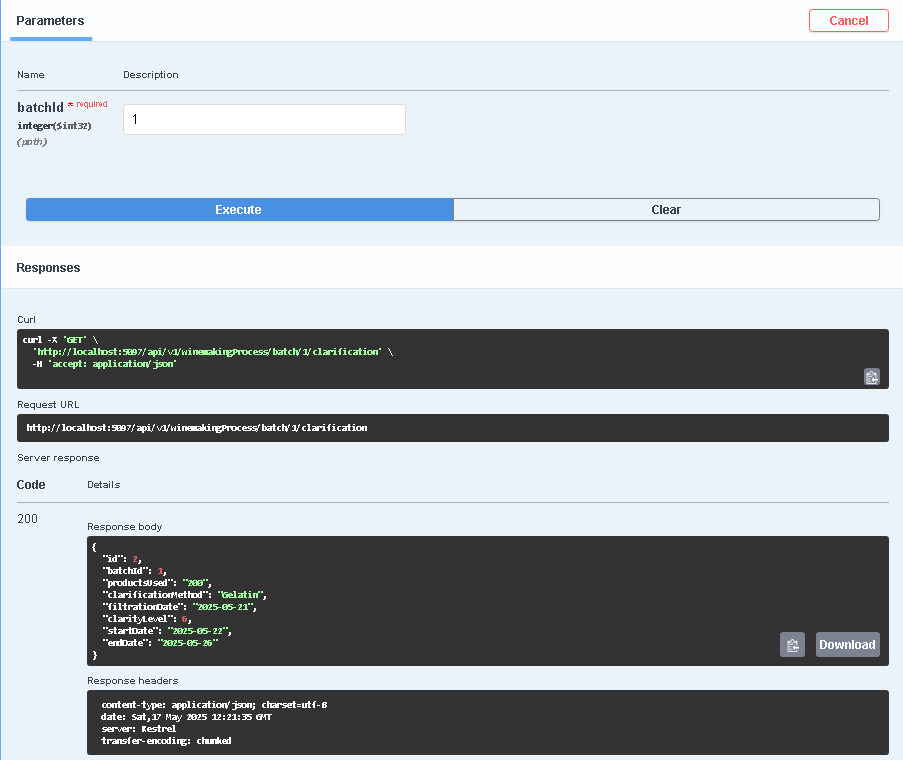 Parameters
Cancel
Name Description
batchId * required
integer($int32)
(path)
1
Execute Clear
Responses
Curl
curl -X 'GET' \
'http://localhost:5097/api/v1/winemakingProcess/batch/1/clarification' \
-H 'accept: application/json'
Request URL
http://localhost:5097/api/v1/winemakingProcess/batch/1/clarification
Server response
Code Details
200
Response body
{
"id": 2,
"batchId": 1,
"productsUsed": "200",
"clarificationMethod": "Gelatin",
"filtrationDate": "2025-05-21",
"clarityLevel": 6,
"startDate": "2025-05-22",
"endDate": "2025-05-26"
}
Download
Response headers
content-type: application/json; charset=utf-8
date: Sat,17 May 2025 12:21:35 GMT
server: Kestrel
transfer-encoding: chunked